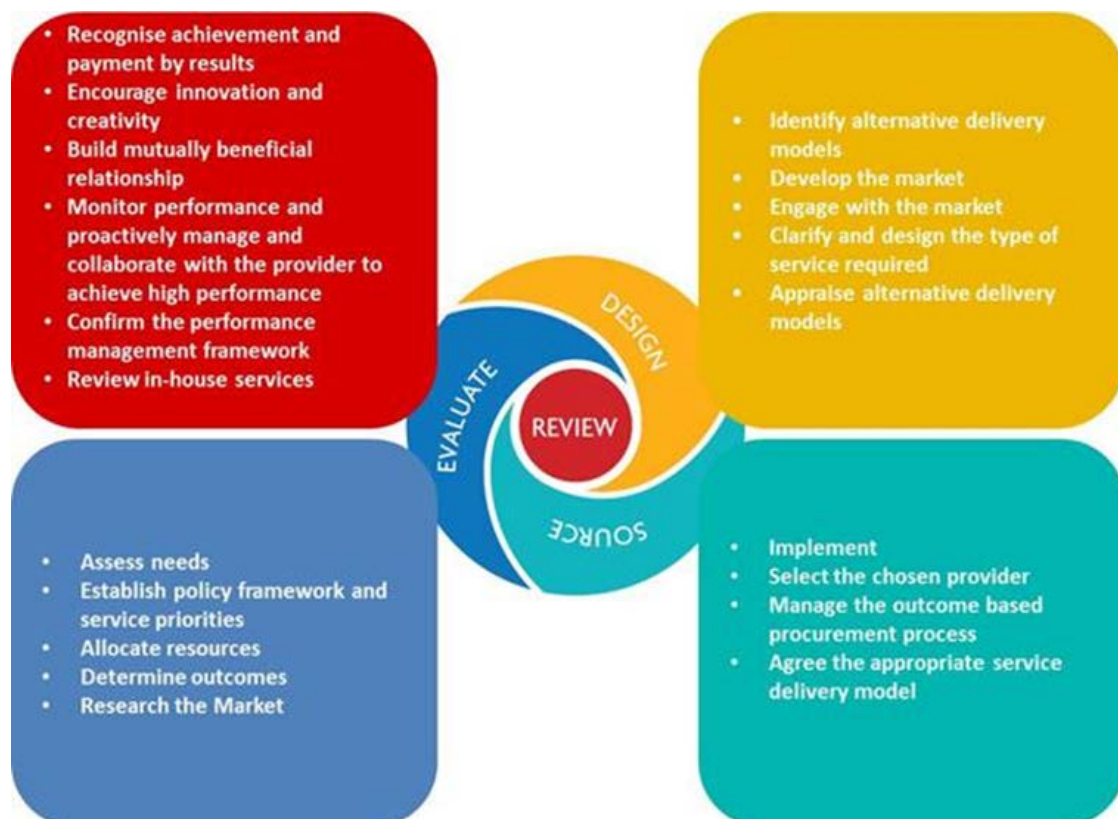 • Recognise achievement and
payment by results
• Encourage innovation and
creativity
• Build mutually beneficial
relationship
• Monitor performance and
proactively manage and
collaborate with the provider to
achieve high performance
• Confirm the performance
management framework
• Review in-house services
• Identify alternative delivery
models
• Develop the market
• Engage with the market
• Clarify and design the type of
service required
• Appraise alternative delivery
models
DESIGN
EVALUATE
REVIEW
SOURCE
• Assess needs
• Establish policy framework and
service priorities
• Allocate resources
• Determine outcomes
• Research the Market
• Implement
• Select the chosen provider
• Manage the outcome based
procurement process
• Agree the appropriate service
delivery model